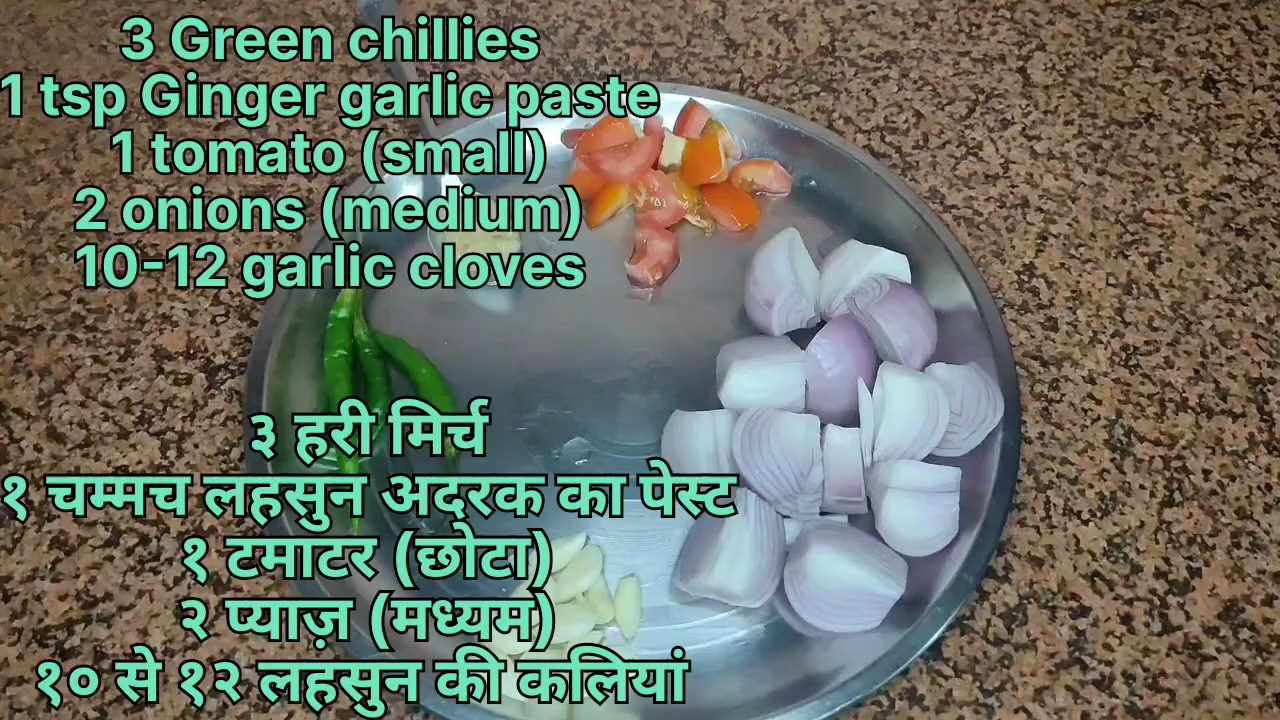 3 Green chillies
1 tsp Ginger garlic paste
1 tomato (small)
2 onions (medium)
10-12 garlic cloves
३ हरी मिर्च
१ चम्मच लहसुन अदरक का पेस्ट
१ टमाटर (छोटा)
२ प्याज़ (मध्यम)
१० से १२ लहसुन की कलियां